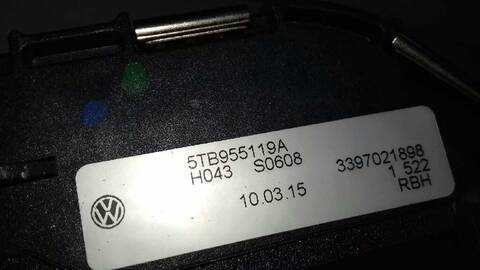 5TB955119A
H043 S0608 3397021898
10.03.15 1 522
RBH